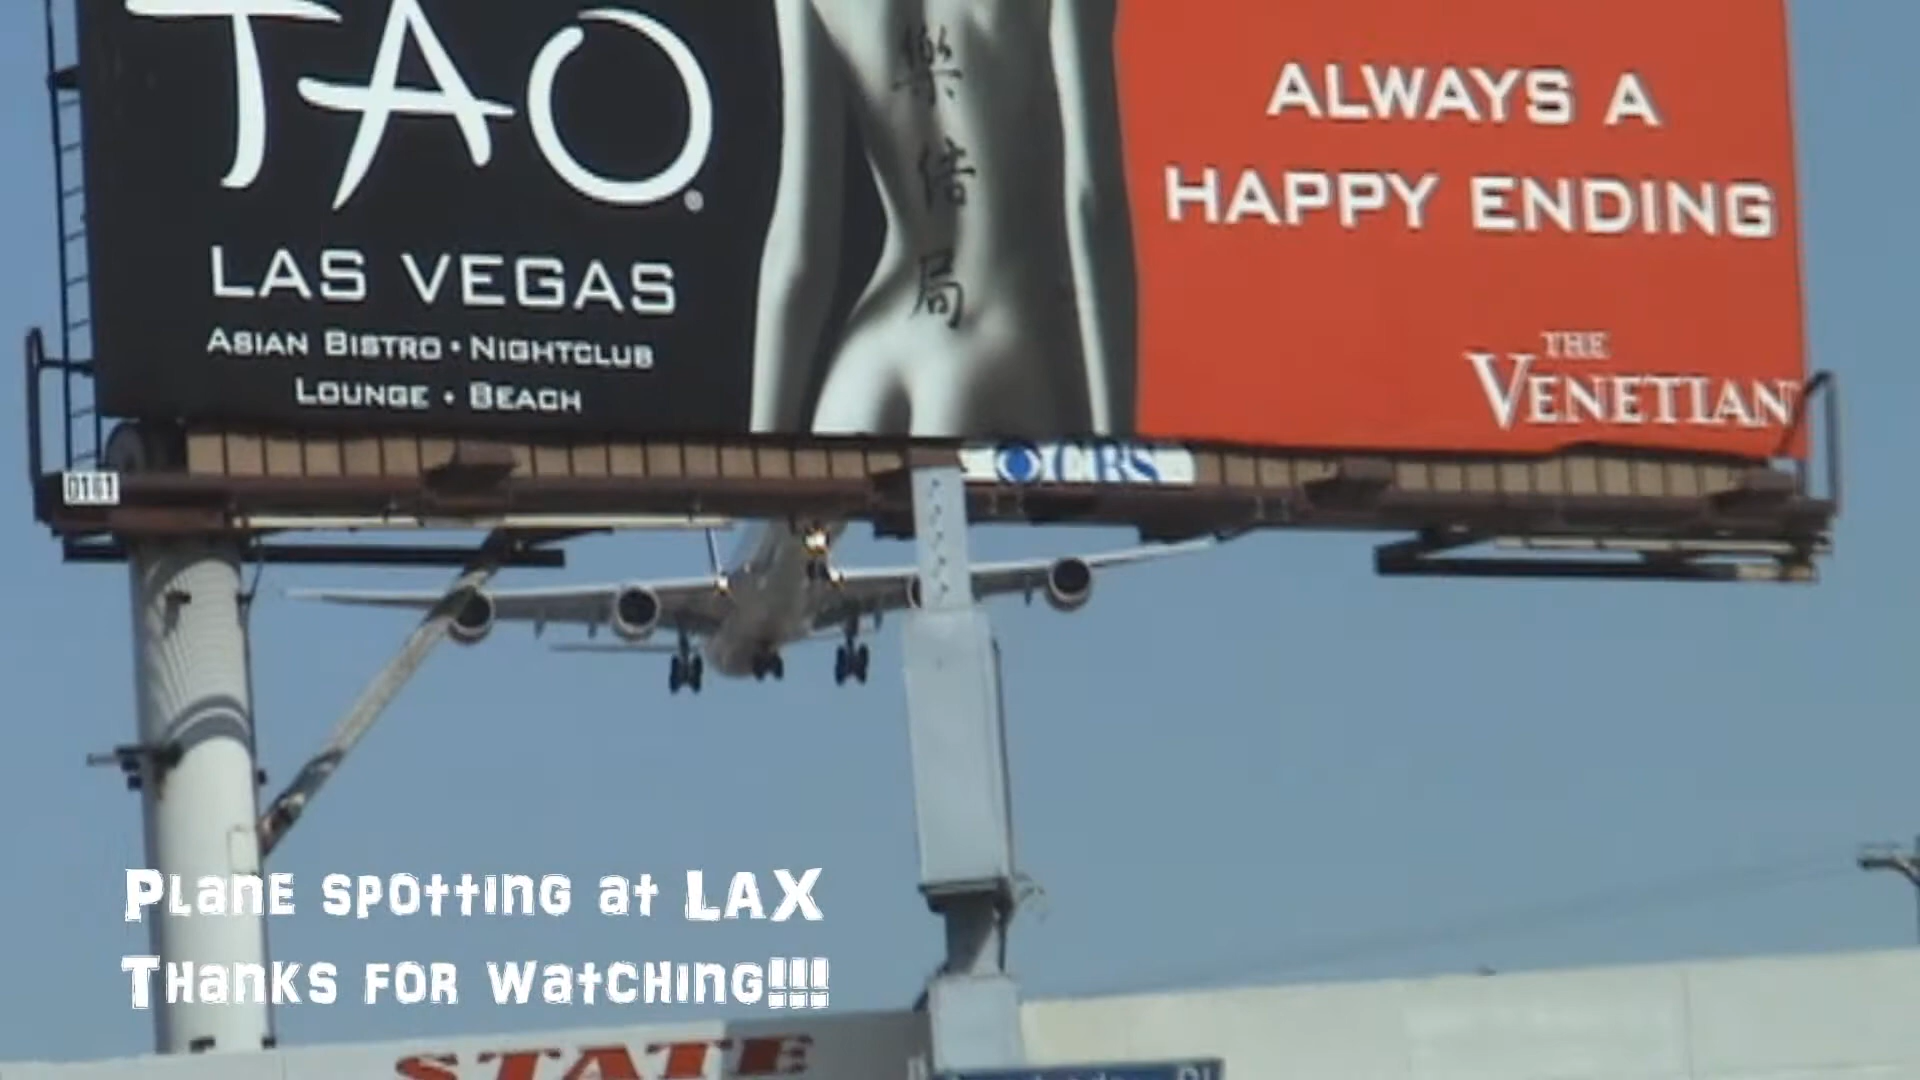 TAO
LAS VEGAS
ASIAN BISTRO • NIGHTCLUB
LOUNGE • BEACH
樂
倍
局
ALWAYS A
HAPPY ENDING
THE
VENETIAN
CBS
0161
Plane spotting at LAX
Thanks for watching!!!
STATE